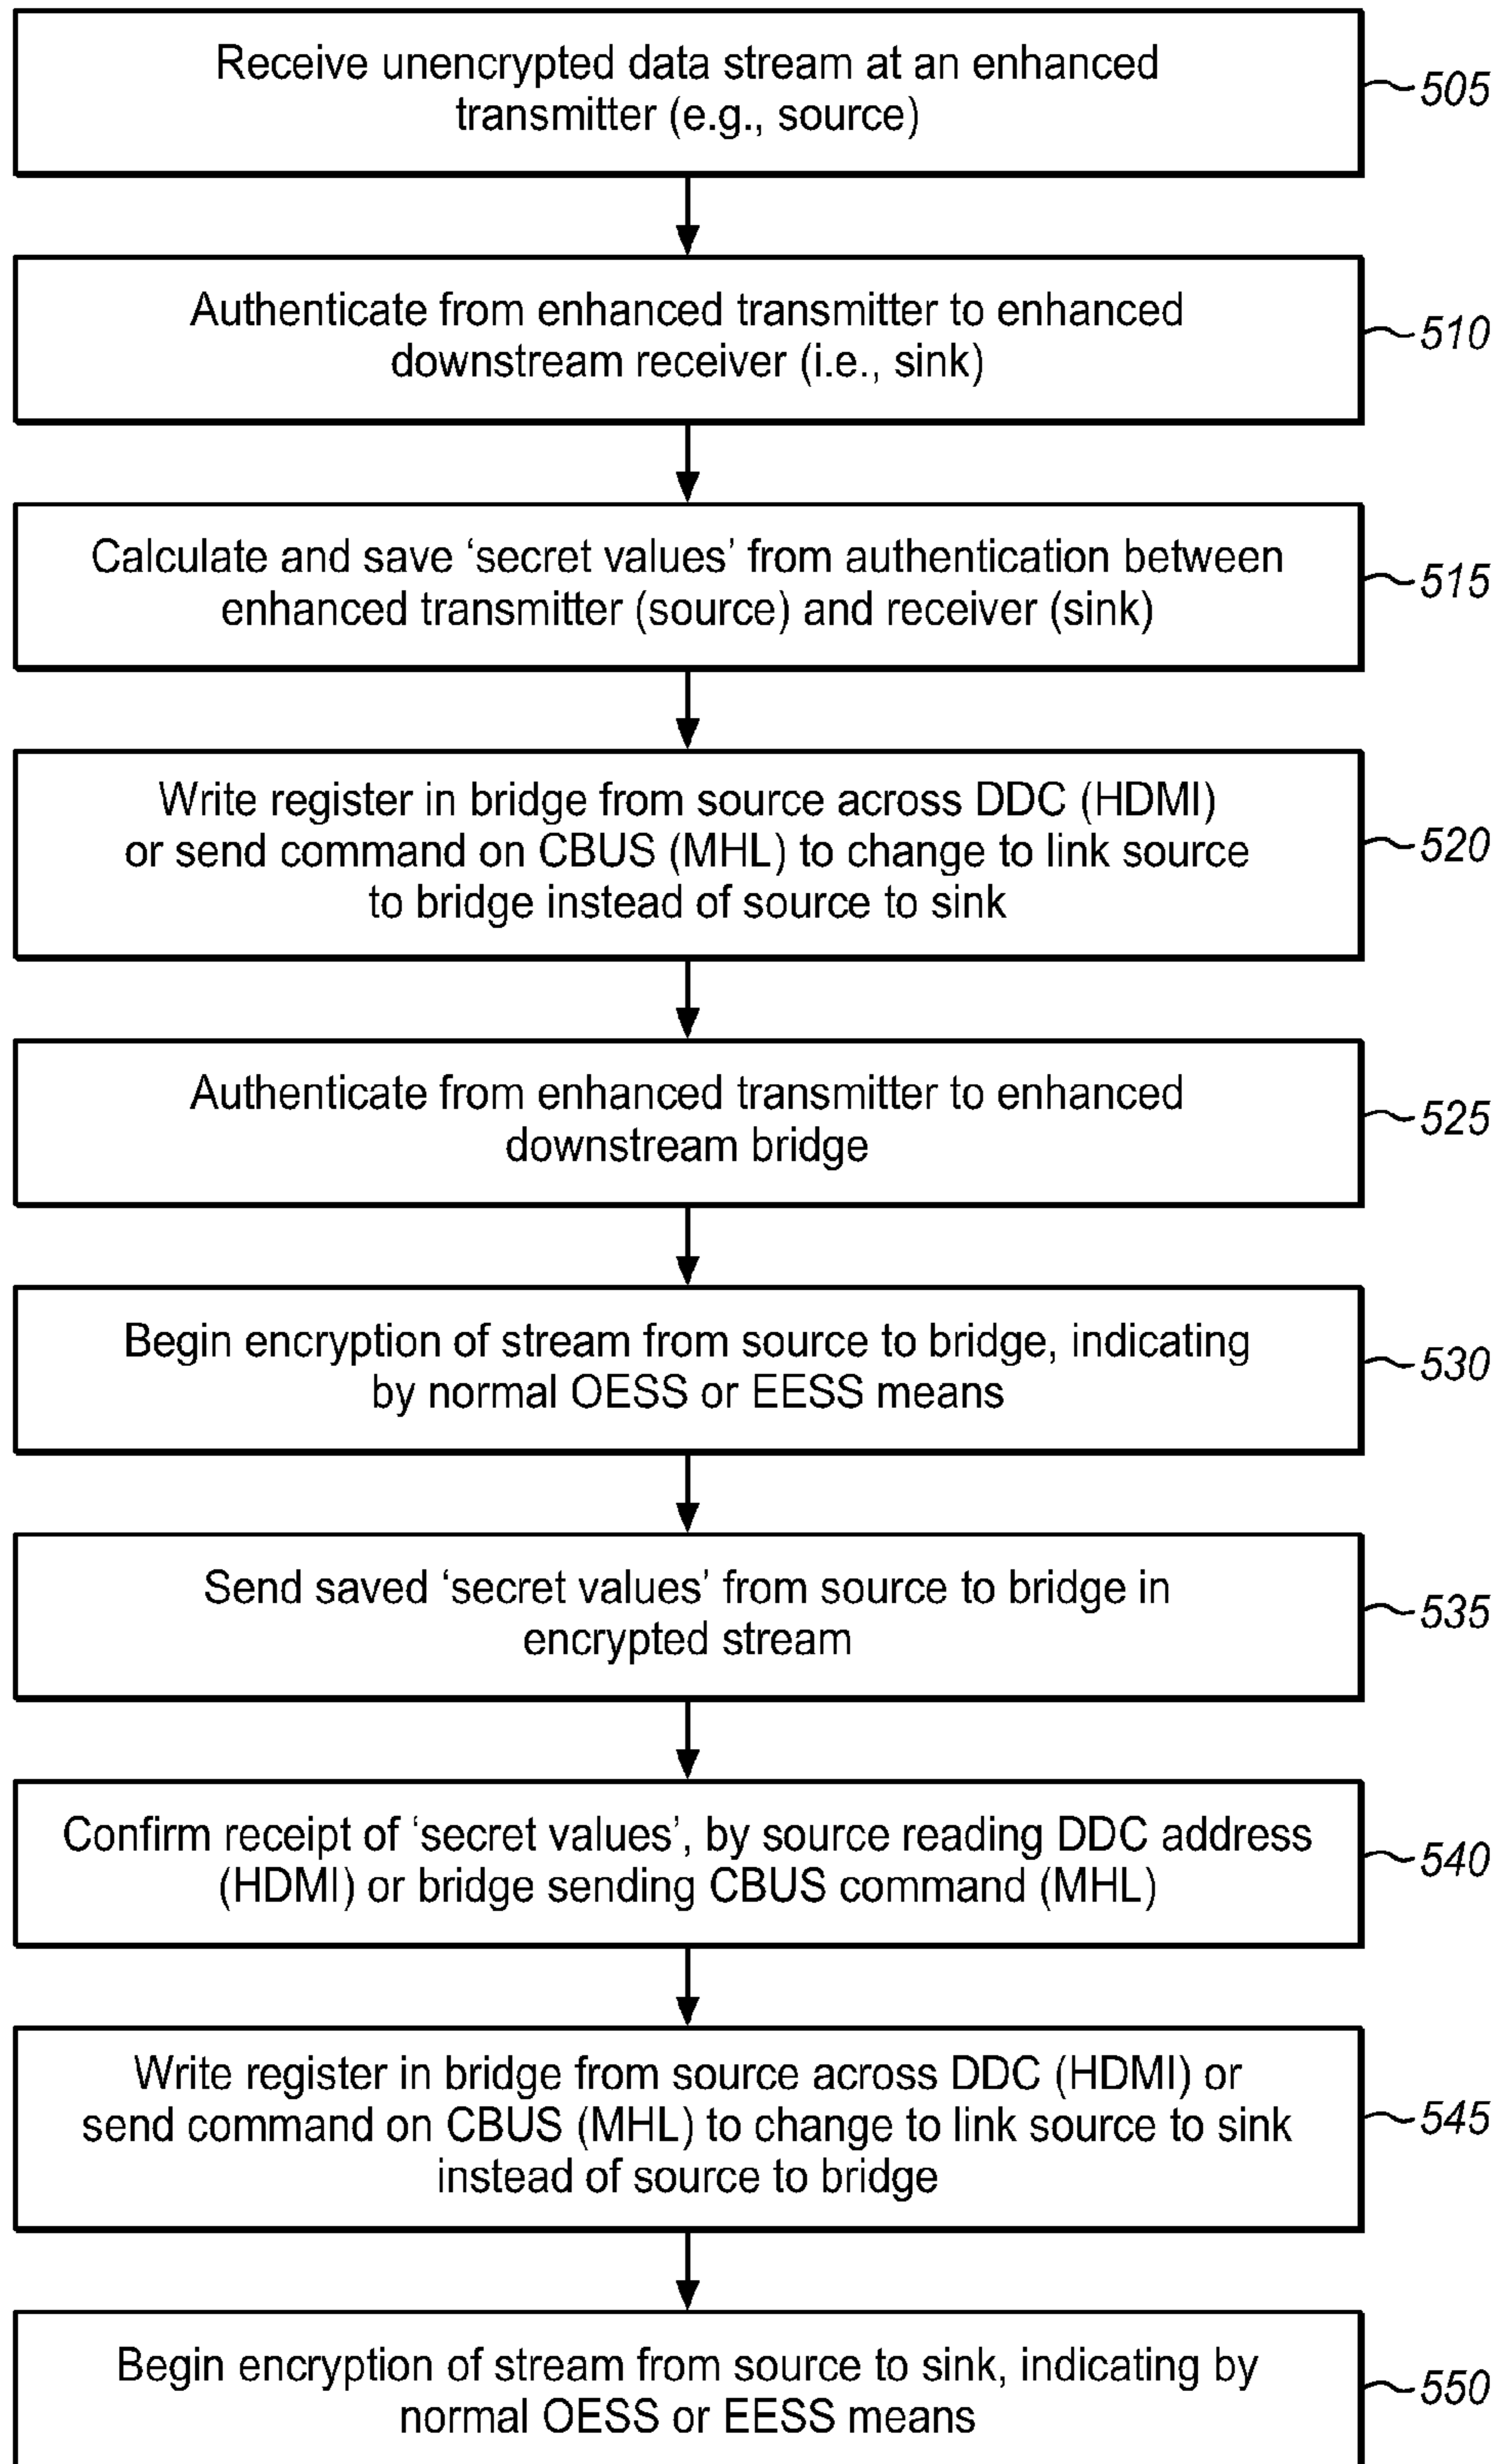 Receive unencrypted data stream at an enhanced
transmitter (e.g., source)
505
Authenticate from enhanced transmitter to enhanced
downstream receiver (i.e., sink)
510
Calculate and save ‘secret values’ from authentication between
enhanced transmitter (source) and receiver (sink)
515
Write register in bridge from source across DDC (HDMI)
or send command on CBUS (MHL) to change to link source
to bridge instead of source to sink
520
Authenticate from enhanced transmitter to enhanced
downstream bridge
525
Begin encryption of stream from source to bridge, indicating
by normal OESS or EESS means
530
Send saved ‘secret values’ from source to bridge in
encrypted stream
535
Confirm receipt of ‘secret values’, by source reading DDC address
(HDMI) or bridge sending CBUS command (MHL)
540
Write register in bridge from source across DDC (HDMI) or
send command on CBUS (MHL) to change to link source to sink
instead of source to bridge
545
Begin encryption of stream from source to sink, indicating by
normal OESS or EESS means
550